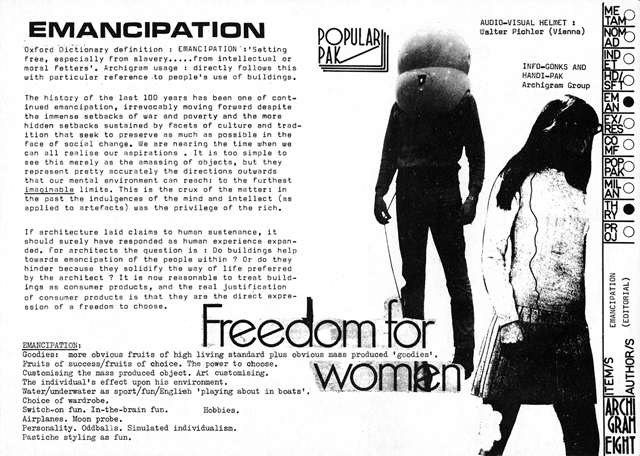 EMANCIPATION
Oxford Dictionary definition : EMANCIPATION :'Setting
free, especially from slavery.....from intellectual or
moral fetters'. Archigram usage : directly follows this
with particular reference to people's use of buildings.
The history of the last 100 years has been one of cont-
inued emancipation, irrevocably moving forward despite
the immense setbacks of war and poverty and the more
hidden setbacks sustained by facets of culture and trad-
ition that seek to preserve as much as possible in the
face of social change. We are nearing the time when we
can all realise our aspirations . It is too simple to
see this merely as the amassing of objects, but they
represent pretty accurately the directions outwards
that our mental environment can reach: to the furthest
imaginable limits. This is the crux of the matter: in
the past the indulgences of the mind and intellect (as
applied to artefacts) was the privilege of the rich.
If architecture laid claims to human sustenance, it
should surely have responded as human experience expan-
ded. For architects the question is : Do buildings help
towards emancipation of the people within ? Or do they
hinder because they solidify the way of life preferred
by the architect ? It is now reasonable to treat build-
ings as consumer products, and the real justification
of consumer products is that they are the direct expre-
ssion of a freedom to choose.
POPULAR
PAK
AUDIO-VISUAL HELMET :
Walter Pichler (Vienna)
INFO-GONKS AND
HANDI-PAK
Archigram Group
Freedom for
women
EMANCIPATION:
Goodies: more obvious fruits of high living standard plus obvious mass produced 'goodies'.
Fruits of success/fruits of choice. The power to choose.
Customising the mass produced object. Art customising.
The individual's effect upon his environment.
Water/underwater as sport/fun/English 'playing about in boats'.
Choice of wardrobe.
Switch-on fun. In-the-brain fun. Hobbies.
Airplanes. Moon probe.
Personality. Oddballs. Simulated individualism.
Pastiche styling as fun.
ME
TAM
NOM
AD
IND
ET
HD/
SFT
EM
AN
EX/
RES
CO
MF
POP
PAK
MIL
AN
TH
RY
PR
OJ
ITEM/S
EMANCIPATION
AUTHOR/S
(EDITORIAL)
ARCHI
GRAM
EIGHT